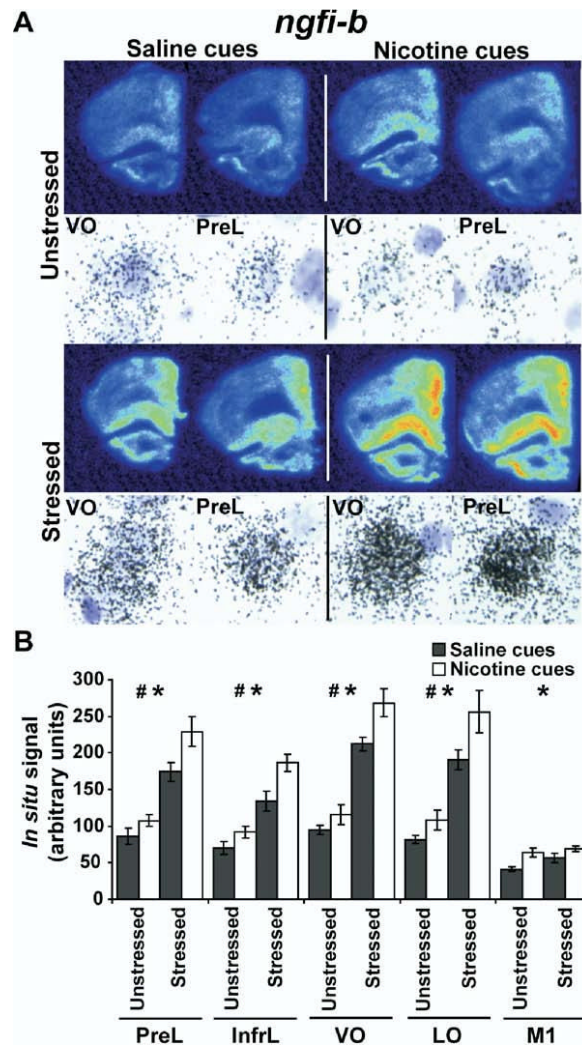 A
ngfi-b
Saline cues Nicotine cues
Unstressed
VO PreL VO PreL
Stressed
VO PreL VO PreL
B
Saline cues
Nicotine cues
In situ signal
(arbitrary units)
300
250
200
150
100
50
0
# * # * # * # * *
Unstressed Stressed Unstressed Stressed Unstressed Stressed Unstressed Stressed Unstressed Stressed
PreL InfrL VO LO M1